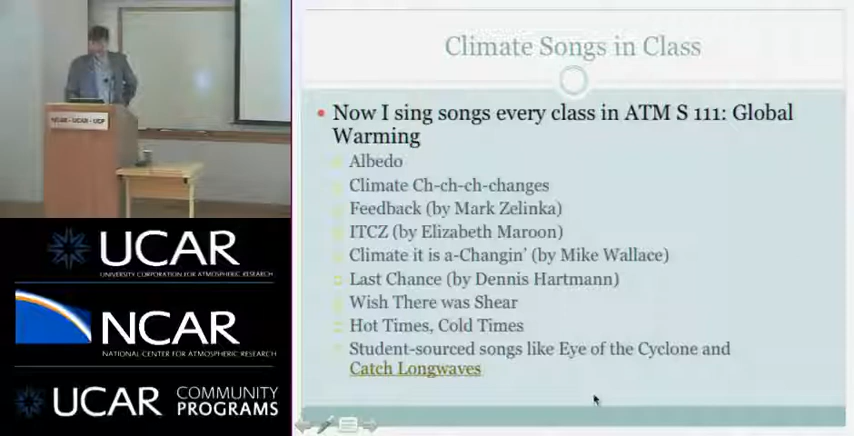 Climate Songs in Class
Now I sing songs every class in ATM S 111: Global
Warming
Albedo
Climate Ch-ch-ch-changes
Feedback (by Mark Zelinka)
ITCZ (by Elizabeth Maroon)
Climate it is a-Changin' (by Mike Wallace)
Last Chance (by Dennis Hartmann)
Wish There was Shear
Hot Times, Cold Times
Student-sourced songs like Eye of the Cyclone and
Catch Longwaves
NCAR - UCAR - UCP
UCAR
UNIVERSITY CORPORATION FOR ATMOSPHERIC RESEARCH
NCAR
NATIONAL CENTER FOR ATMOSPHERIC RESEARCH
UCAR COMMUNITY
PROGRAMS